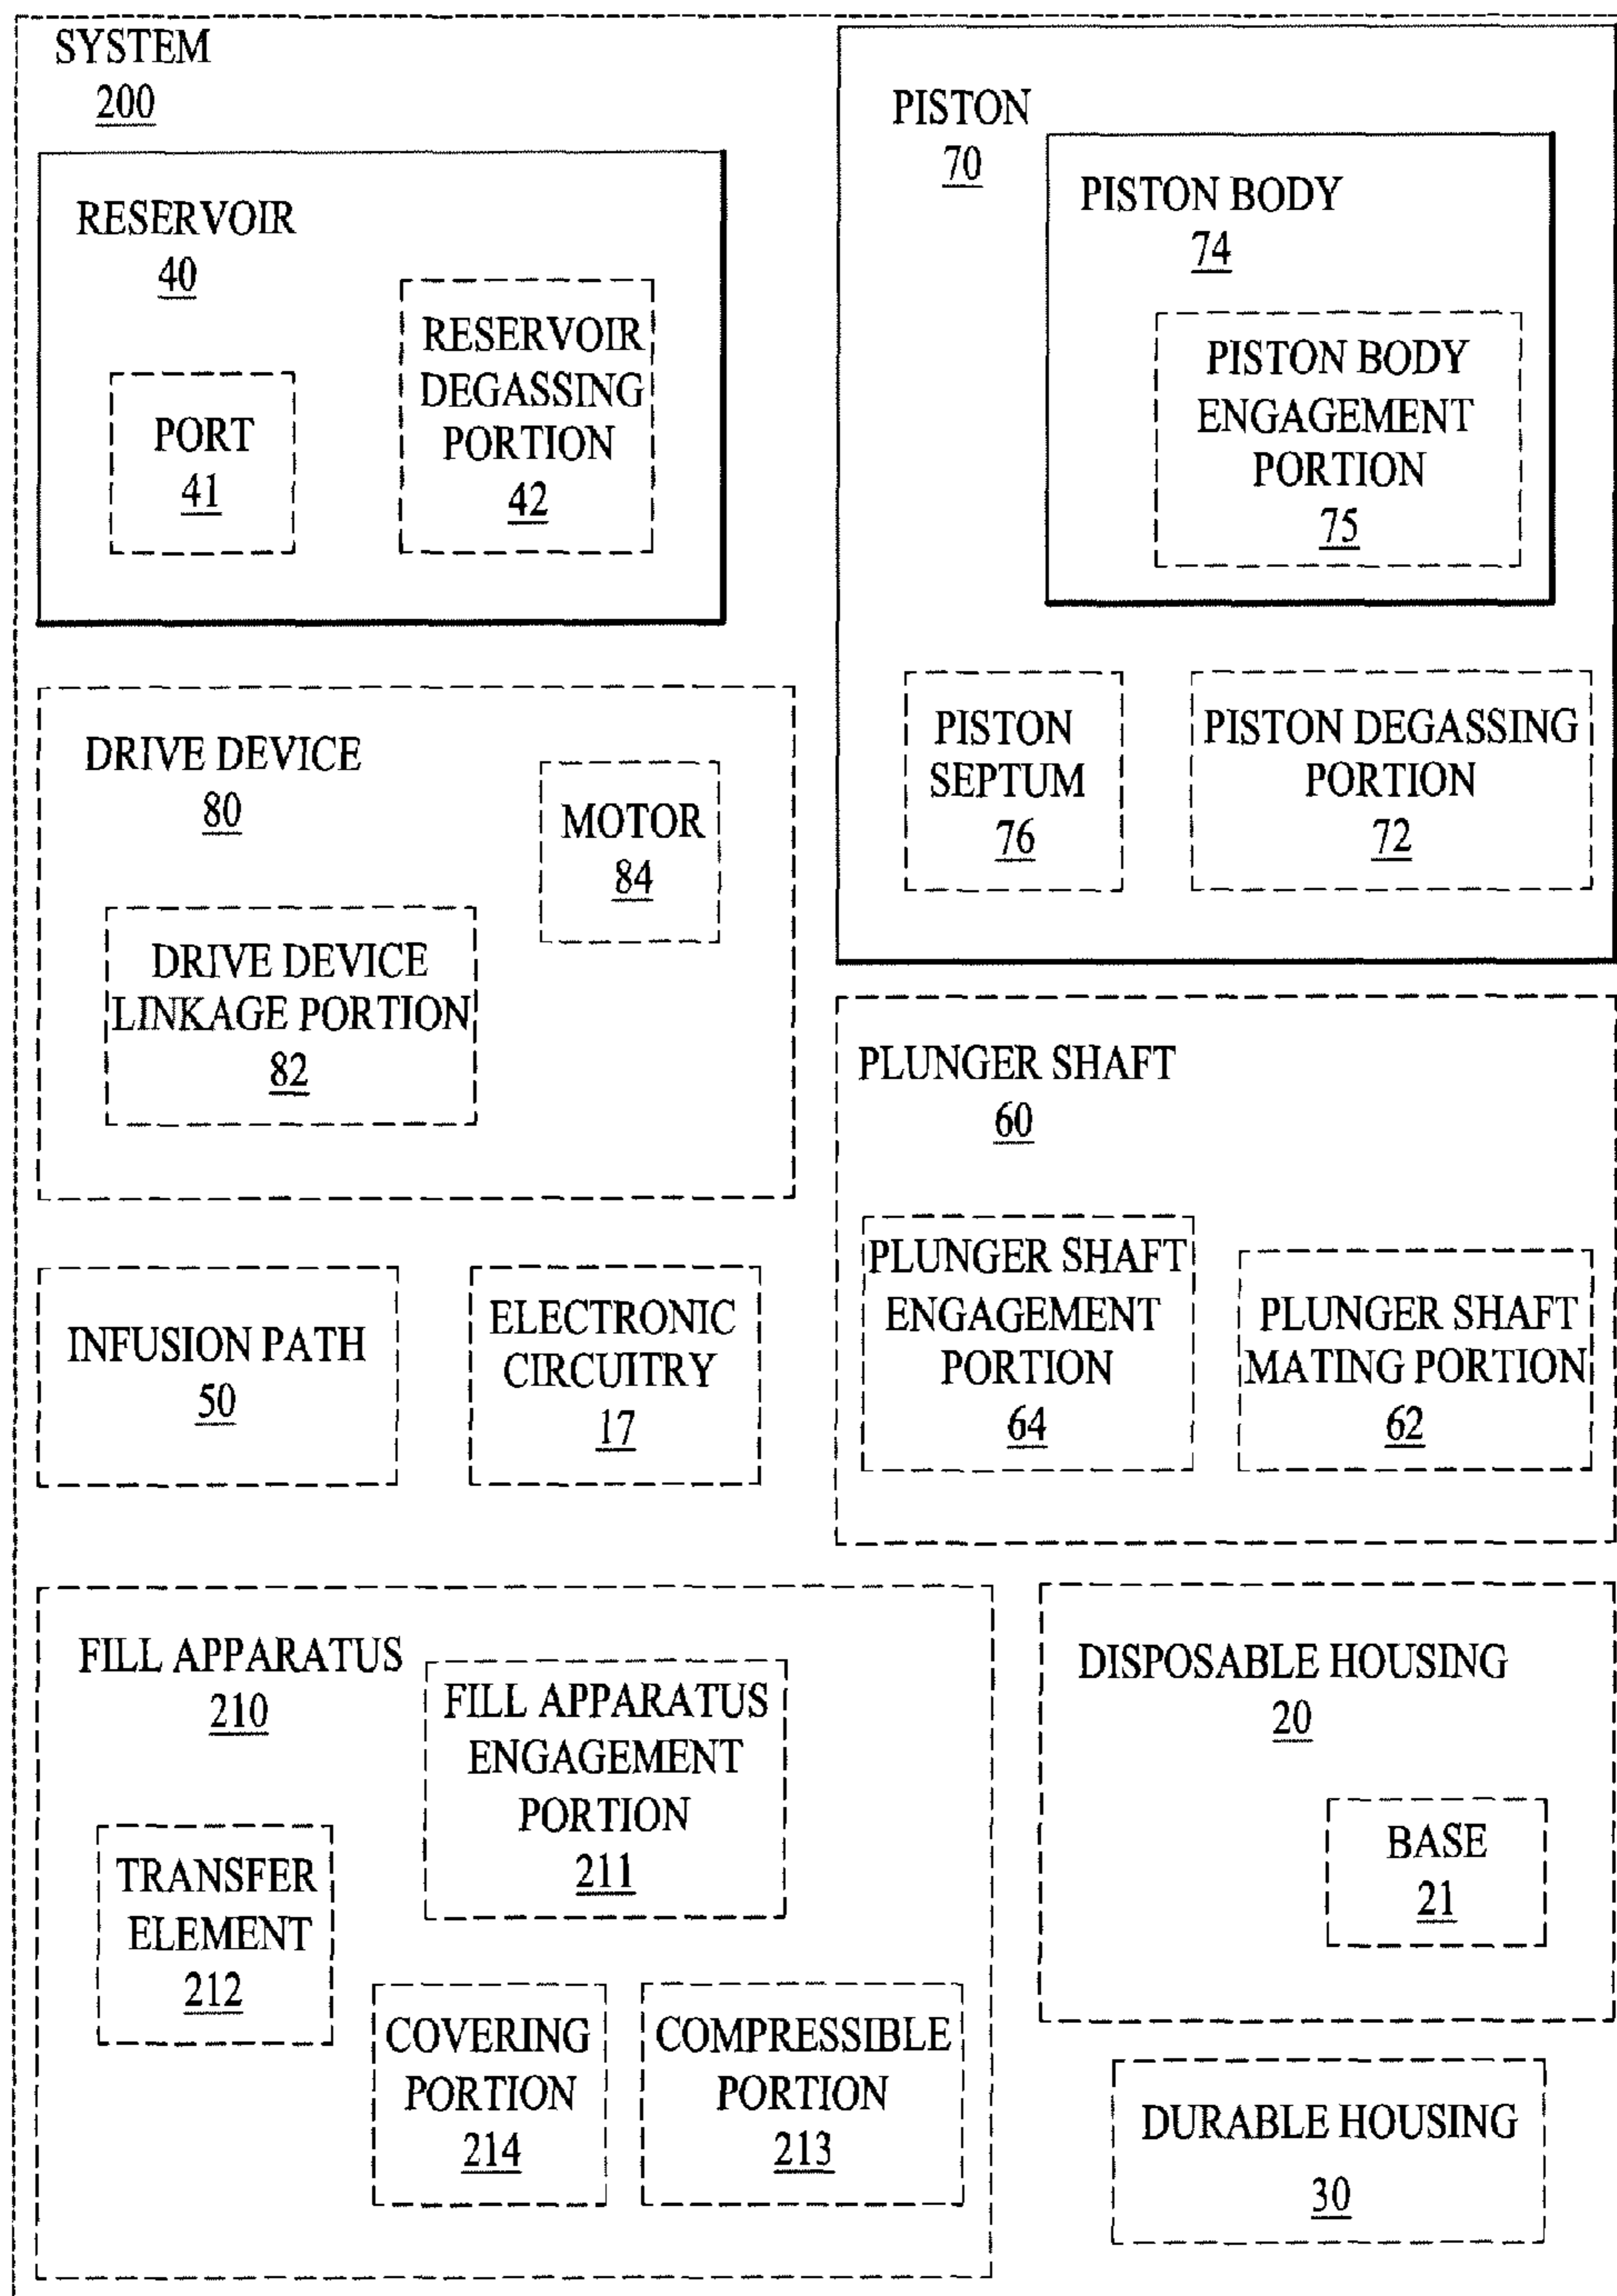 SYSTEM
200
RESERVOIR
40
PORT
41
RESERVOIR
DEGASSING
PORTION
42
PISTON
70
PISTON BODY
74
PISTON BODY
ENGAGEMENT
PORTION
75
PISTON
SEPTUM
76
PISTON DEGASSING
PORTION
72
DRIVE DEVICE
80
MOTOR
84
DRIVE DEVICE
LINKAGE PORTION
82
PLUNGER SHAFT
60
PLUNGER SHAFT
ENGAGEMENT
PORTION
64
PLUNGER SHAFT
MATING PORTION
62
INFUSION PATH
50
ELECTRONIC
CIRCUITRY
17
FILL APPARATUS
210
FILL APPARATUS
ENGAGEMENT
PORTION
211
TRANSFER
ELEMENT
212
COVERING
PORTION
214
COMPRESSIBLE
PORTION
213
DISPOSABLE HOUSING
20
BASE
21
DURABLE HOUSING
30